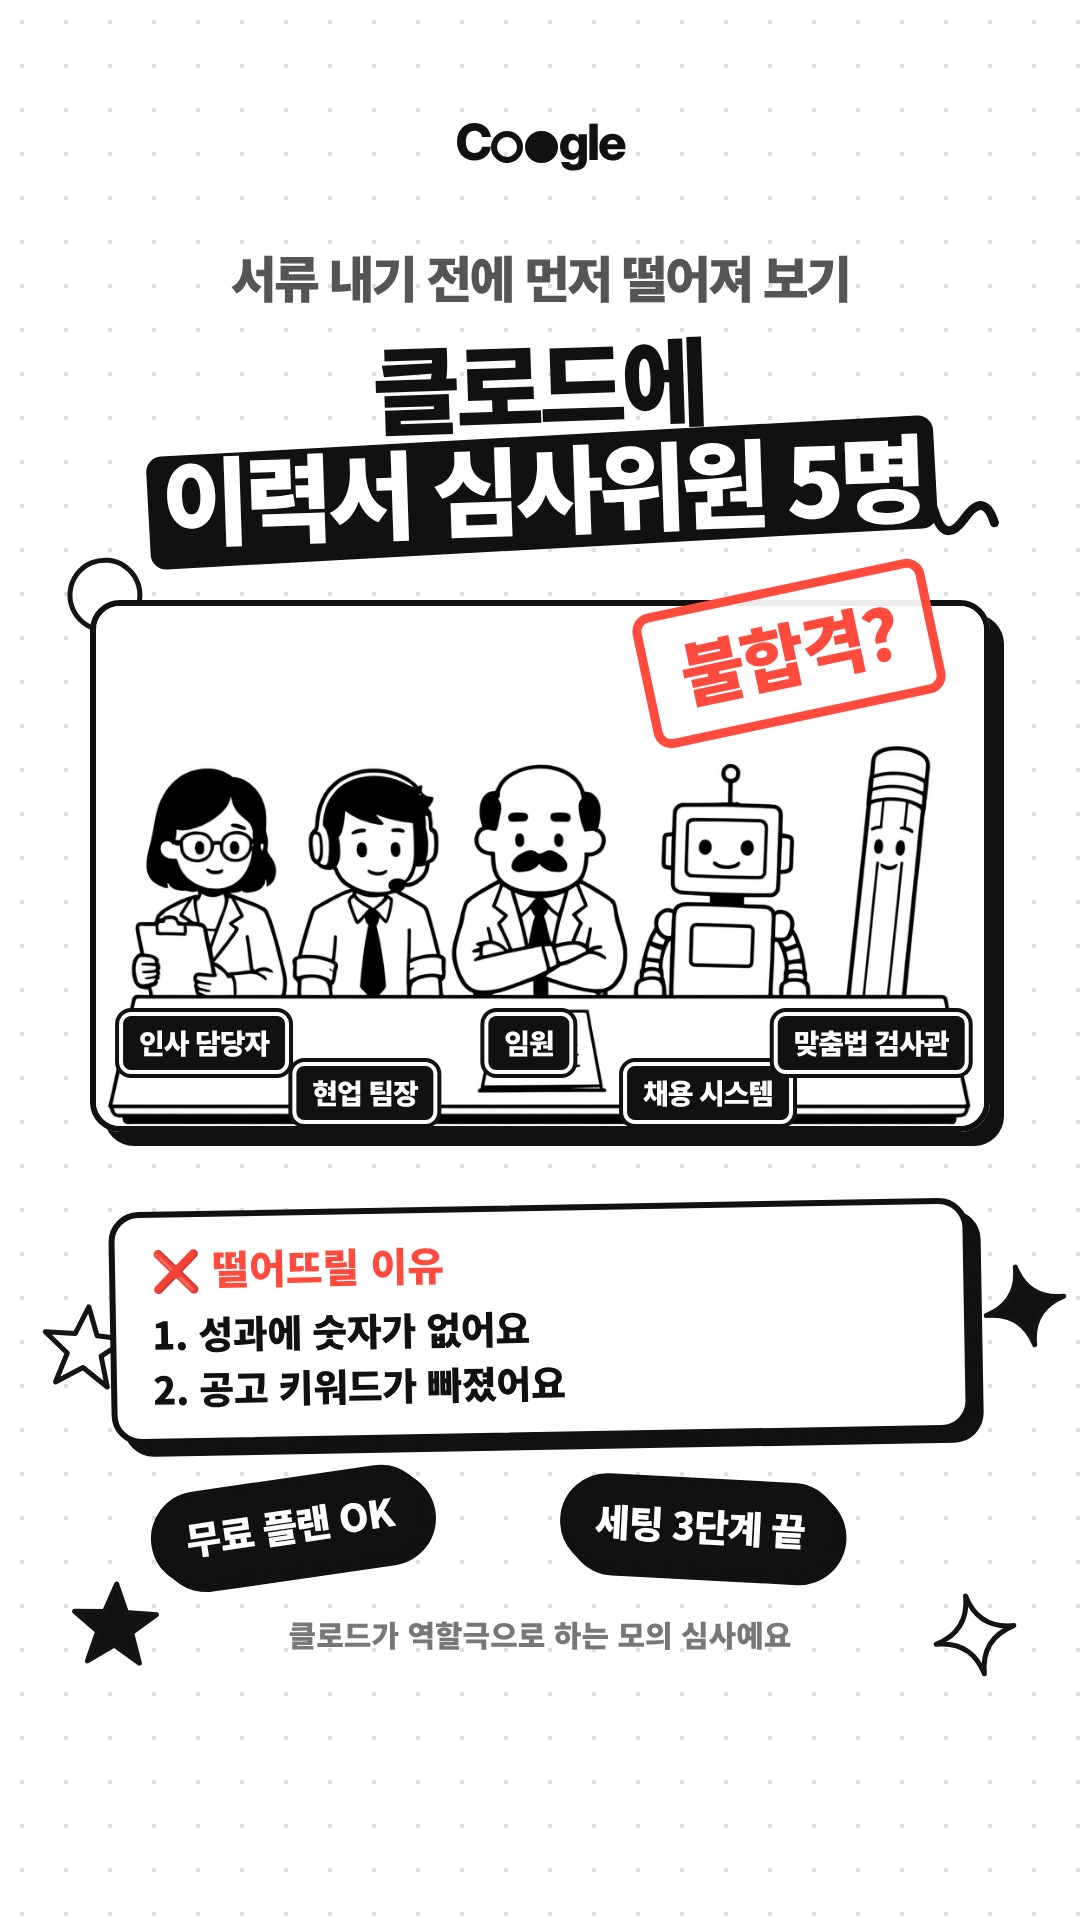 Coogle
서류 내기 전에 먼저 떨어져 보기
클로드에
이력서 심사위원 5명
불합격?
인사 담당자
임원
맞춤법 검사관
현업 팀장
채용 시스템
❌ 떨어뜨릴 이유
1. 성과에 숫자가 없어요
2. 공고 키워드가 빠졌어요
무료 플랜 OK
세팅 3단계 끝
클로드가 역할극으로 하는 모의 심사예요